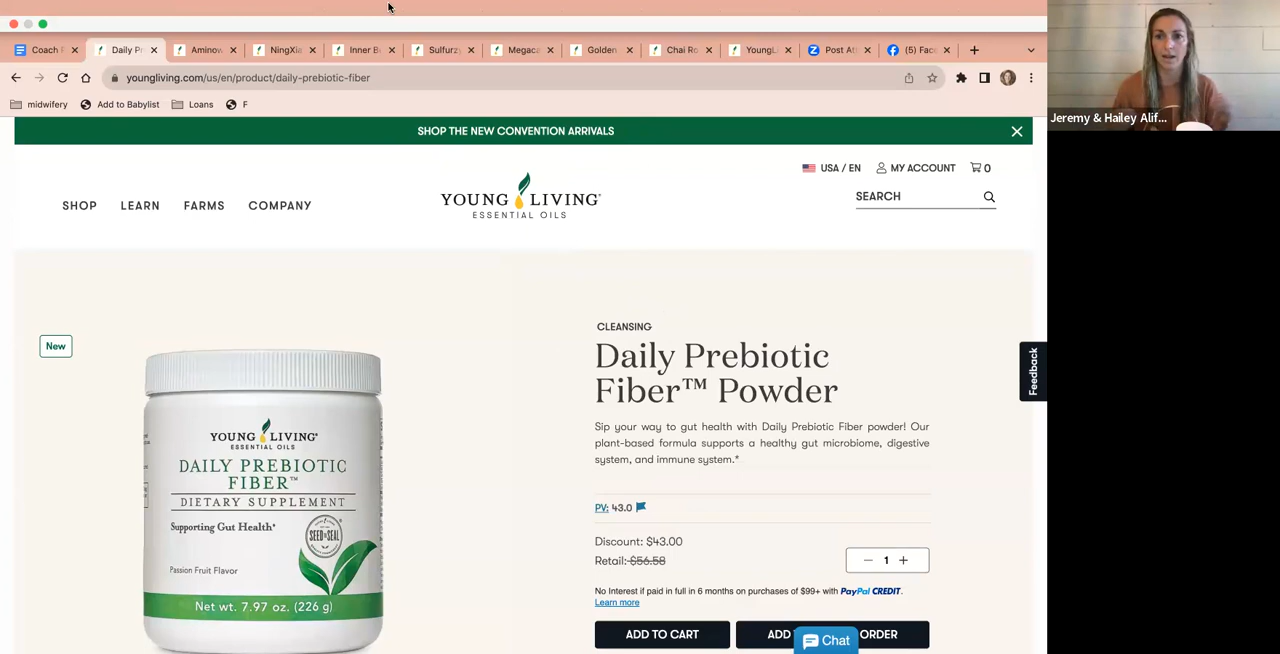 Coach
Daily Pr
Aminow
NingXia
Inner B
Sulfurz
Megaca
Golden
Chai Ro
YoungL
Post At
(5) Fac
youngliving.com/us/en/product/daily-prebiotic-fiber
midwifery
Add to Babylist
Loans
F
Jeremy & Hailey Alif...
SHOP THE NEW CONVENTION ARRIVALS
USA / EN
MY ACCOUNT
0
SHOP
LEARN
FARMS
COMPANY
YOUNG LIVING
ESSENTIAL OILS
SEARCH
New
YOUNG LIVING
ESSENTIAL OILS
DAILY PREBIOTIC
FIBER™
DIETARY SUPPLEMENT
Supporting Gut Health*
SEED to SEAL
Passion Fruit Flavor
Net wt. 7.97 oz. (226 g)
CLEANSING
Daily Prebiotic
Fiber™ Powder
Sip your way to gut health with Daily Prebiotic Fiber powder! Our
plant-based formula supports a healthy gut microbiome, digestive
system, and immune system.*
PV: 43.0
Discount: $43.00
Retail: $56.58
1
No Interest if paid in full in 6 months on purchases of $99+ with PayPal CREDIT.
Learn more
ADD TO CART
ADD
ORDER
Chat
Feedback